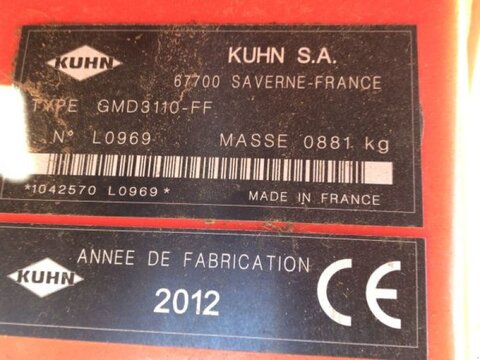 KUHN
KUHN S.A.
67700 SAVERNE-FRANCE
TYPE GMD3110-FF
N° L0969 MASSE 0881 kg
*1042570 L0969*
MADE IN FRANCE
KUHN
ANNEE DE FABRICATION
2012
CE